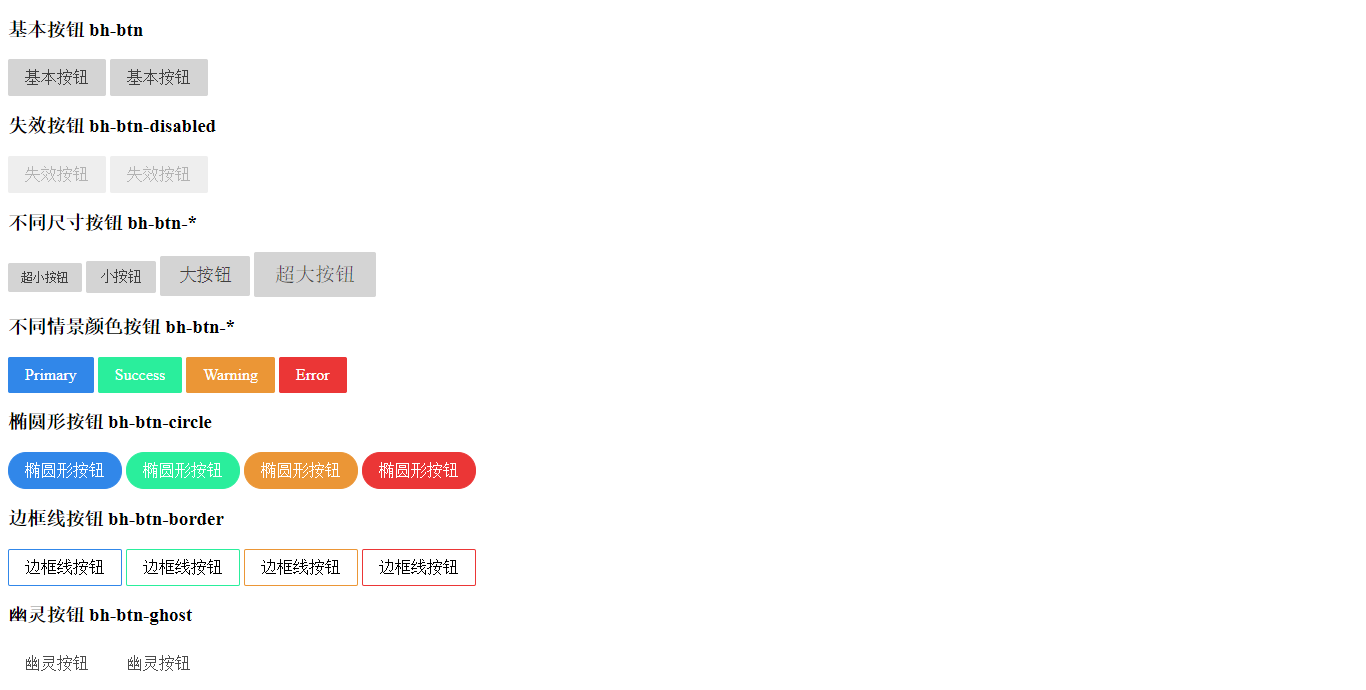 基本按钮 bh-btn
基本按钮 基本按钮
失效按钮 bh-btn-disabled
失效按钮 失效按钮
不同尺寸按钮 bh-btn-*
超小按钮 小按钮 大按钮 超大按钮
不同情景颜色按钮 bh-btn-*
Primary Success Warning Error
椭圆形按钮 bh-btn-circle
椭圆形按钮 椭圆形按钮 椭圆形按钮 椭圆形按钮
边框线按钮 bh-btn-border
边框线按钮 边框线按钮 边框线按钮 边框线按钮
幽灵按钮 bh-btn-ghost
幽灵按钮 幽灵按钮